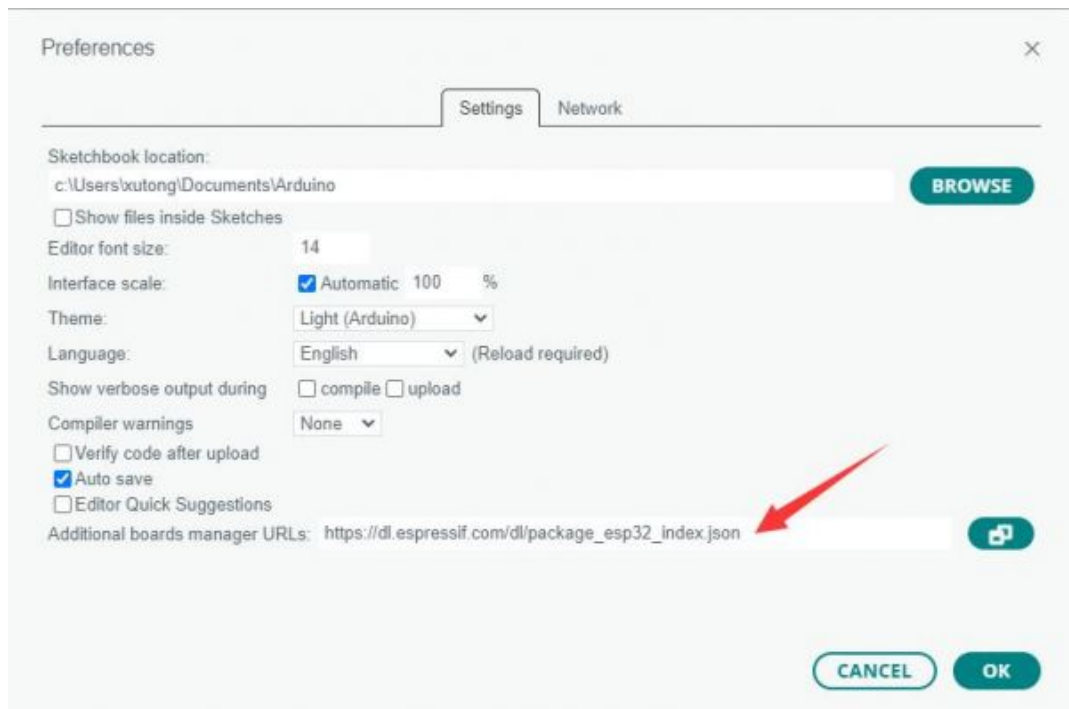 Preferences
Settings Network
Sketchbook location:
c:\Users\xutong\Documents\Arduino
BROWSE
Show files inside Sketches
Editor font size: 14
Interface scale: Automatic 100 %
Theme: Light (Arduino)
Language: English (Reload required)
Show verbose output during compile upload
Compiler warnings None
Verify code after upload
Auto save
Editor Quick Suggestions
Additional boards manager URLs: https://dl.espressif.com/dl/package_esp32_index.json
CANCEL OK